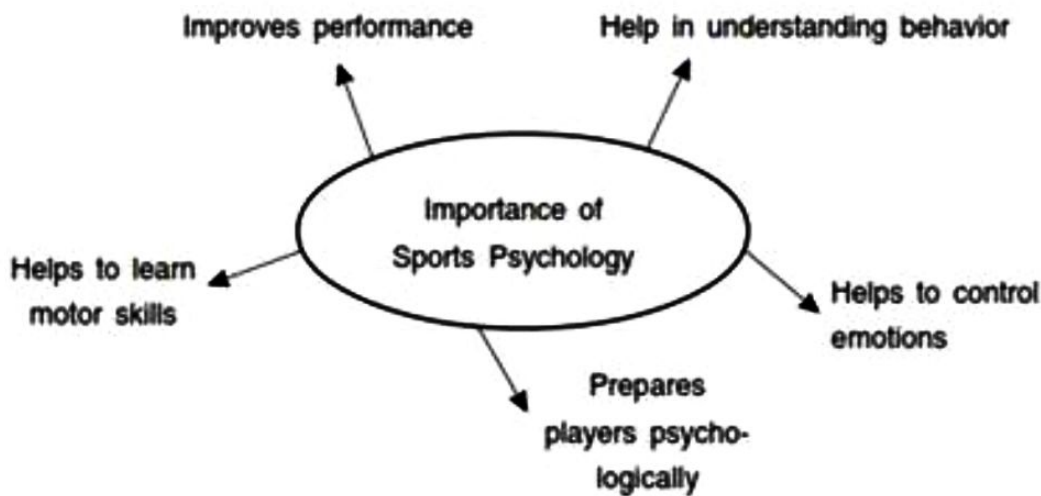 Improves performance
Help in understanding behavior
Importance of
Sports Psychology
Helps to learn
motor skills
Helps to control
emotions
Prepares
players psycho-
logically